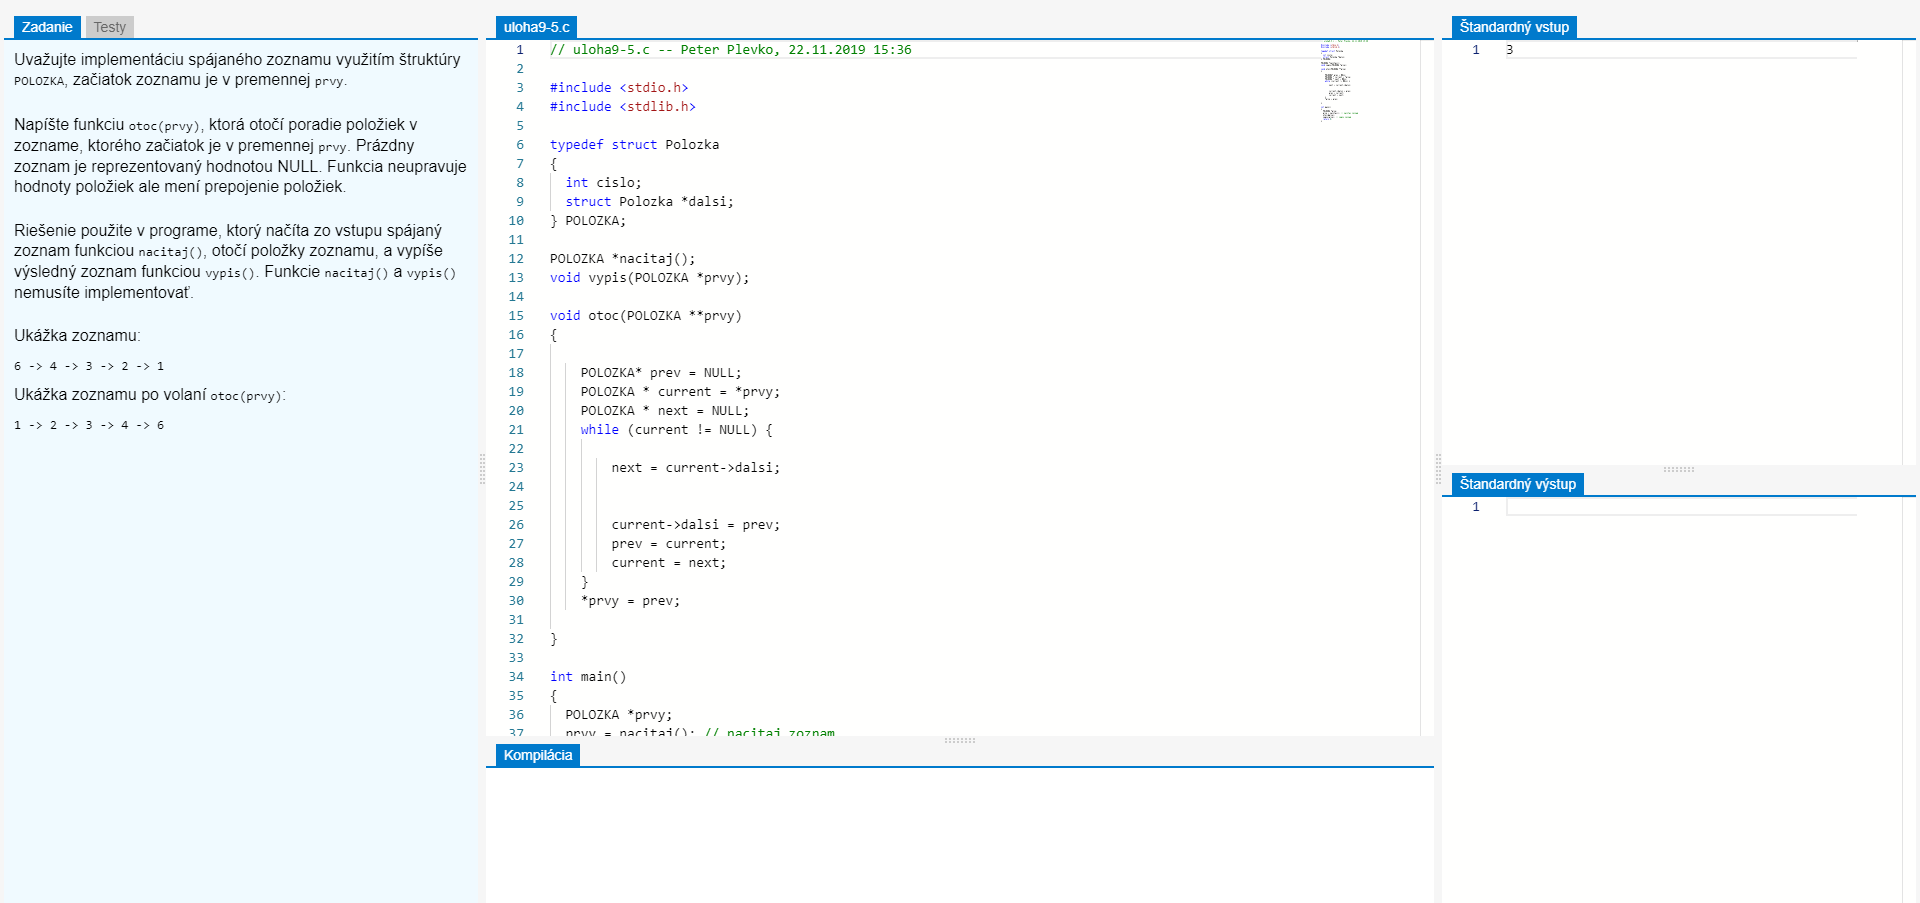 Zadanie
Testy
Uvažujte implementáciu spájaného zoznamu využitím štruktúry
POLOZKA, začiatok zoznamu je v premennej prvy.
Napíšte funkciu otoc(prvy), ktorá otočí poradie položiek v
zozname, ktorého začiatok je v premennej prvy. Prázdny
zoznam je reprezentovaný hodnotou NULL. Funkcia neupravuje
hodnoty položiek ale mení prepojenie položiek.
Riešenie použite v programe, ktorý načíta zo vstupu spájaný
zoznam funkciou nacitaj(), otočí položky zoznamu, a vypíše
výsledný zoznam funkciou vypis(). Funkcie nacitaj() a vypis()
nemusíte implementovať.
Ukážka zoznamu:
6 -> 4 -> 3 -> 2 -> 1
Ukážka zoznamu po volaní otoc(prvy):
1 -> 2 -> 3 -> 4 -> 6
uloha9-5.c
1 // uloha9-5.c -- Peter Plevko, 22.11.2019 15:36
2
3 #include <stdio.h>
4 #include <stdlib.h>
5
6 typedef struct Polozka
7 {
8 int cislo;
9 struct Polozka *dalsi;
10 } POLOZKA;
11
12 POLOZKA *nacitaj();
13 void vypis(POLOZKA *prvy);
14
15 void otoc(POLOZKA **prvy)
16 {
17
18 POLOZKA* prev = NULL;
19 POLOZKA * current = *prvy;
20 POLOZKA * next = NULL;
21 while (current != NULL) {
22
23 next = current->dalsi;
24
25
26 current->dalsi = prev;
27 prev = current;
28 current = next;
29 }
30 *prvy = prev;
31
32 }
33
34 int main()
35 {
36 POLOZKA *prvy;
37 prvy = nacitaj(); // nacitaj zoznam
Kompilácia
Štandardný vstup
1 3
Štandardný výstup
1